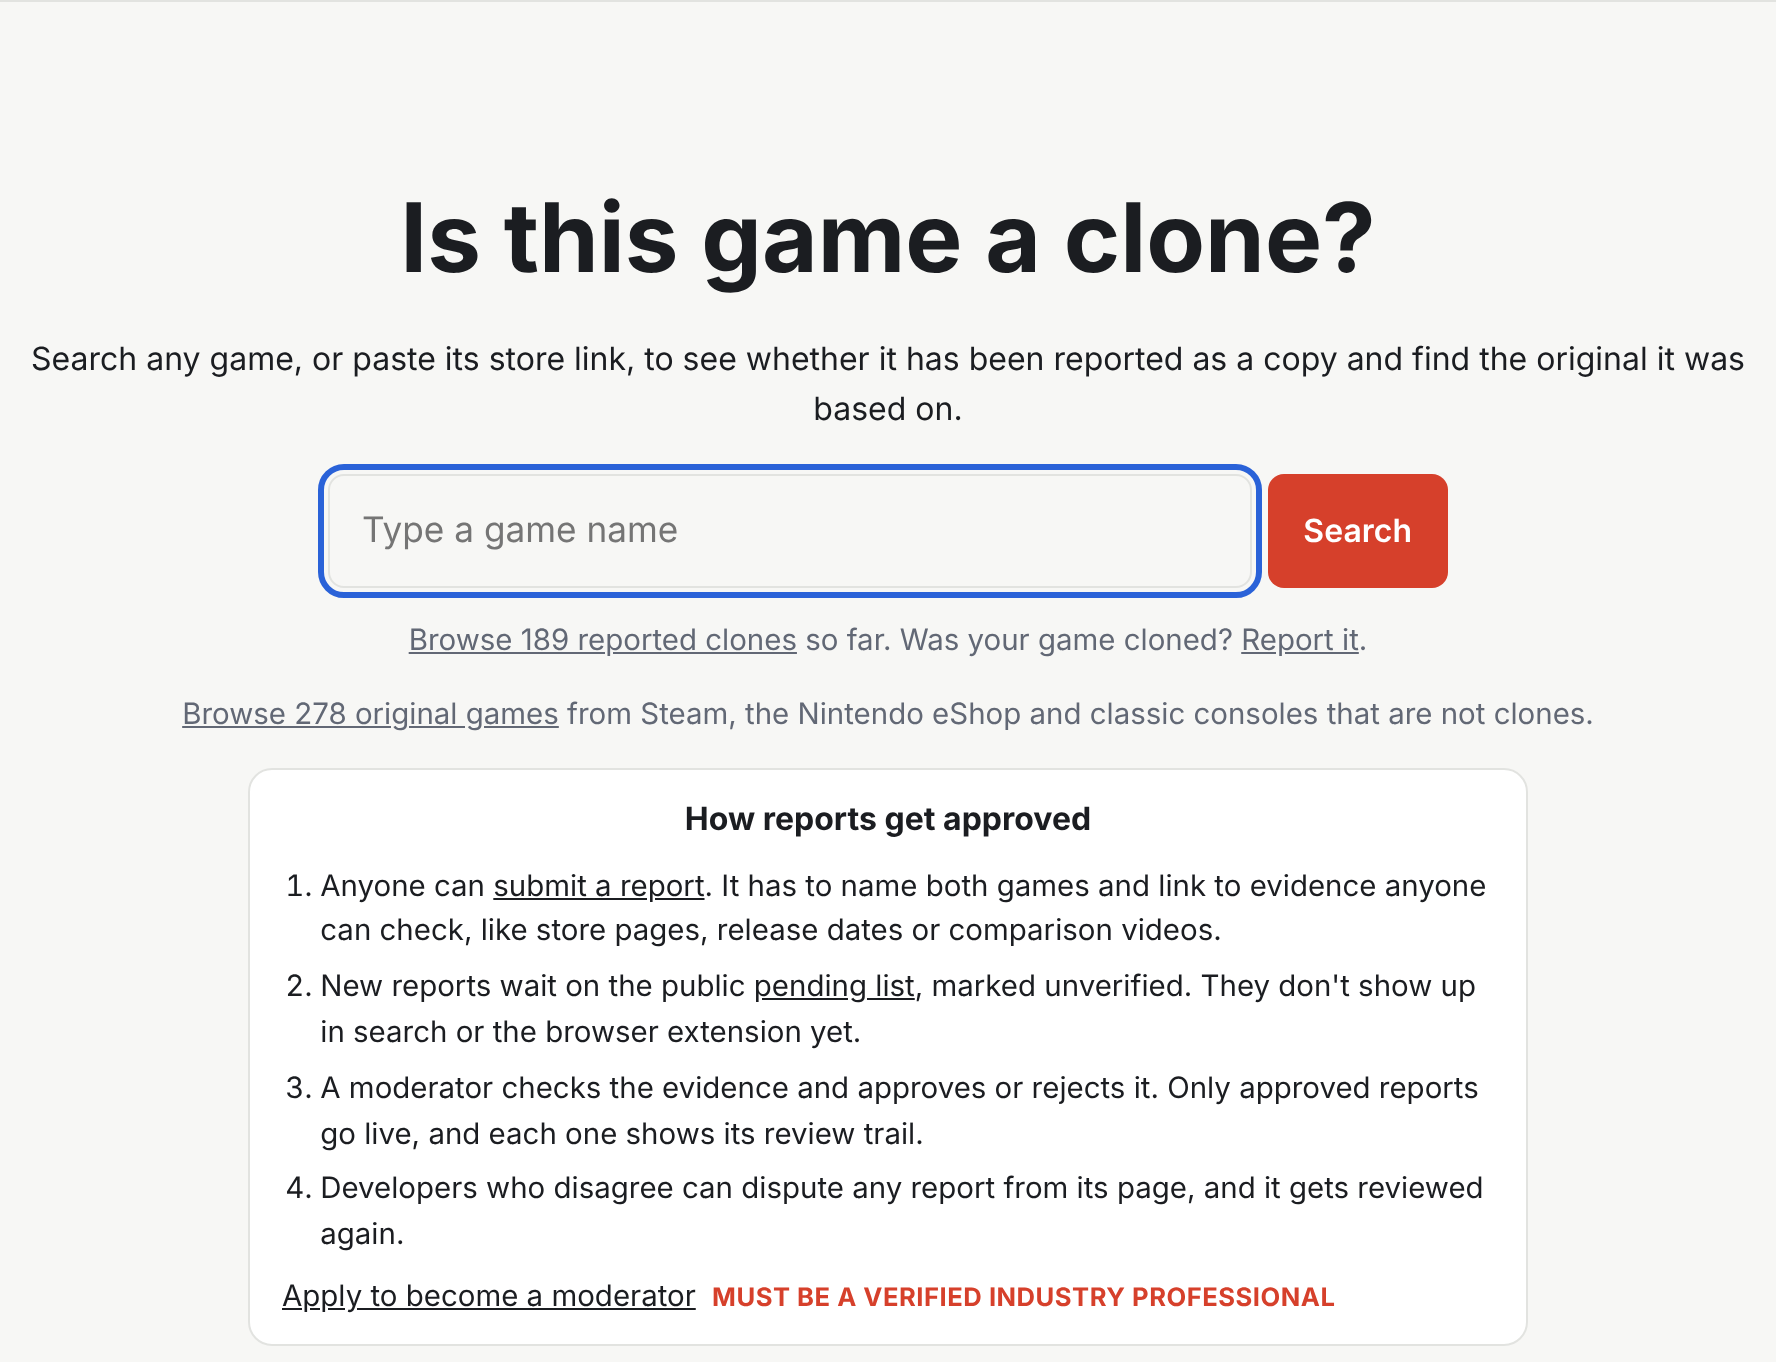 Is this game a clone?
Search any game, or paste its store link, to see whether it has been reported as a copy and find the original it was
based on.
Type a game name
Search
Browse 189 reported clones so far. Was your game cloned? Report it.
Browse 278 original games from Steam, the Nintendo eShop and classic consoles that are not clones.
How reports get approved
1. Anyone can submit a report. It has to name both games and link to evidence anyone
can check, like store pages, release dates or comparison videos.
2. New reports wait on the public pending list, marked unverified. They don't show up
in search or the browser extension yet.
3. A moderator checks the evidence and approves or rejects it. Only approved reports
go live, and each one shows its review trail.
4. Developers who disagree can dispute any report from its page, and it gets reviewed
again.
Apply to become a moderator MUST BE A VERIFIED INDUSTRY PROFESSIONAL